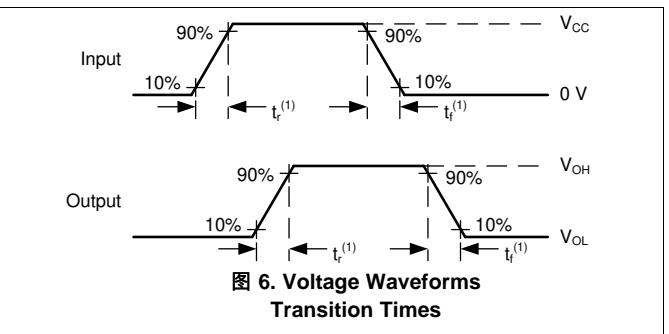 90% 90% V_CC
Input
10% 10% 0 V
t_r^(1) t_f^(1)
90% 90% V_OH
Output
10% 10% V_OL
t_r^(1) t_f^(1)
图 6. Voltage Waveforms
Transition Times